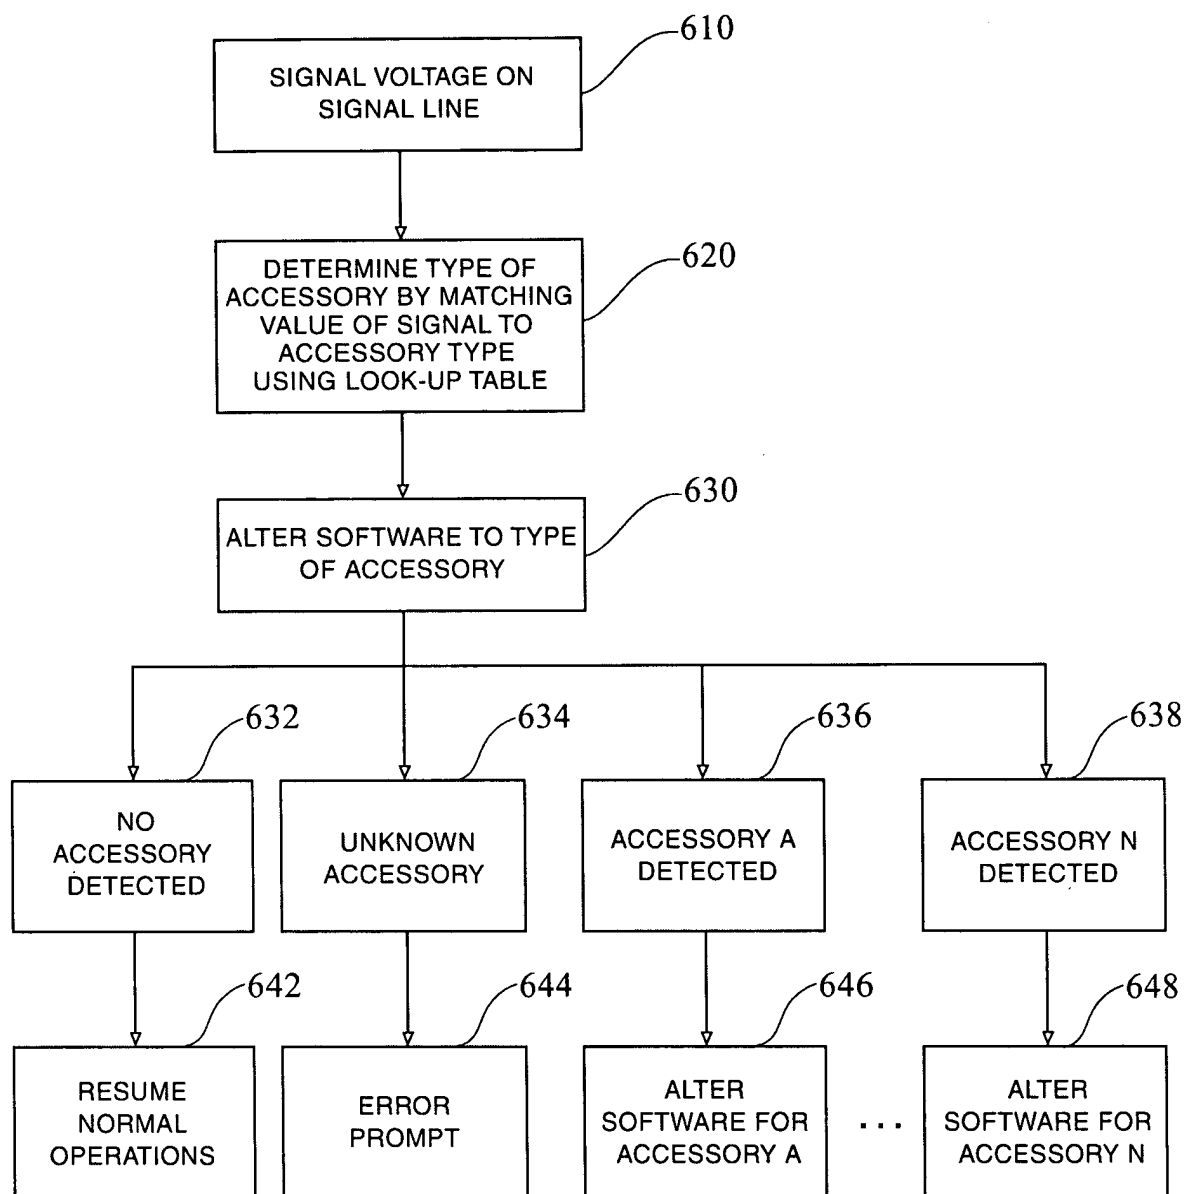 610
SIGNAL VOLTAGE ON
SIGNAL LINE
620
DETERMINE TYPE OF
ACCESSORY BY MATCHING
VALUE OF SIGNAL TO
ACCESSORY TYPE
USING LOOK-UP TABLE
630
ALTER SOFTWARE TO TYPE
OF ACCESSORY
632
634
636
638
NO
ACCESSORY
DETECTED
UNKNOWN
ACCESSORY
ACCESSORY A
DETECTED
ACCESSORY N
DETECTED
642
644
646
648
RESUME
NORMAL
OPERATIONS
ERROR
PROMPT
ALTER
SOFTWARE FOR
ACCESSORY A
. . .
ALTER
SOFTWARE FOR
ACCESSORY N